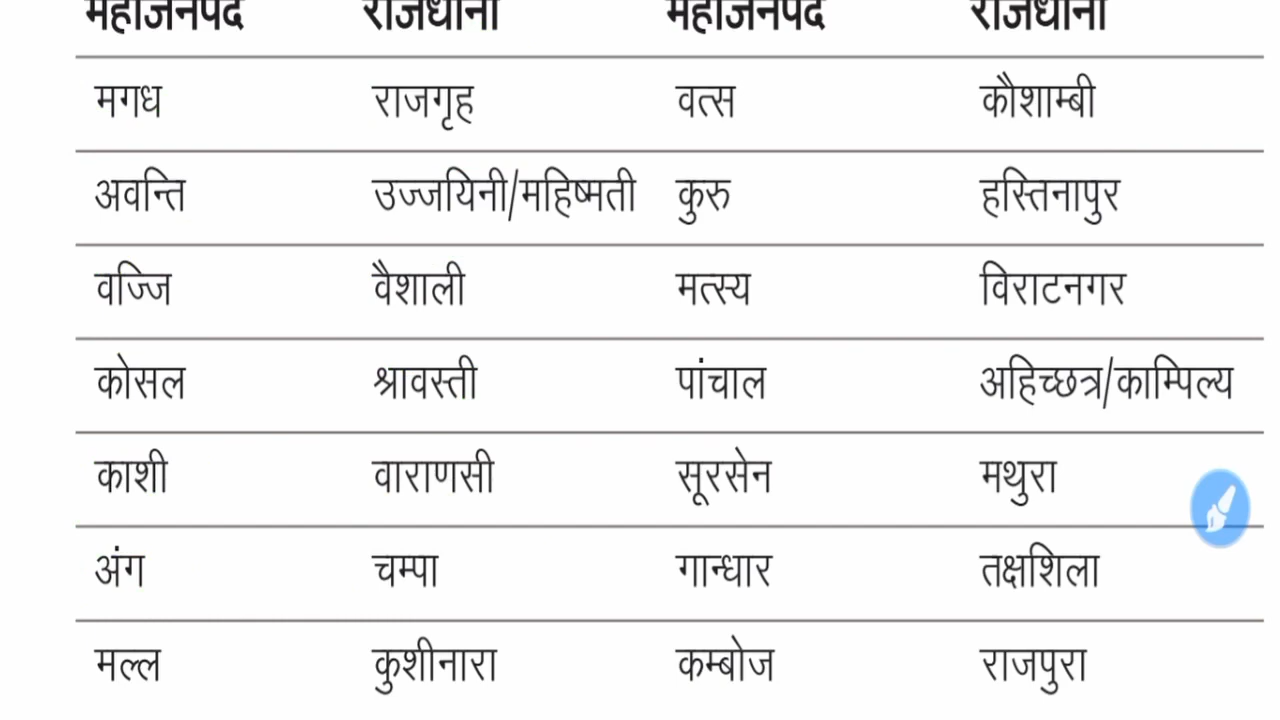 महाजनपद राजधानी महाजनपद राजधानी
मगध राजगृह वत्स कौशाम्बी
अवन्ति उज्जयिनी/महिष्मती कुरु हस्तिनापुर
वज्जि वैशाली मत्स्य विराटनगर
कोसल श्रावस्ती पांचाल अहिच्छत्र/काम्पिल्य
काशी वाराणसी सूरसेन मथुरा
अंग चम्पा गान्धार तक्षशिला
मल्ल कुशीनारा कम्बोज राजपुरा